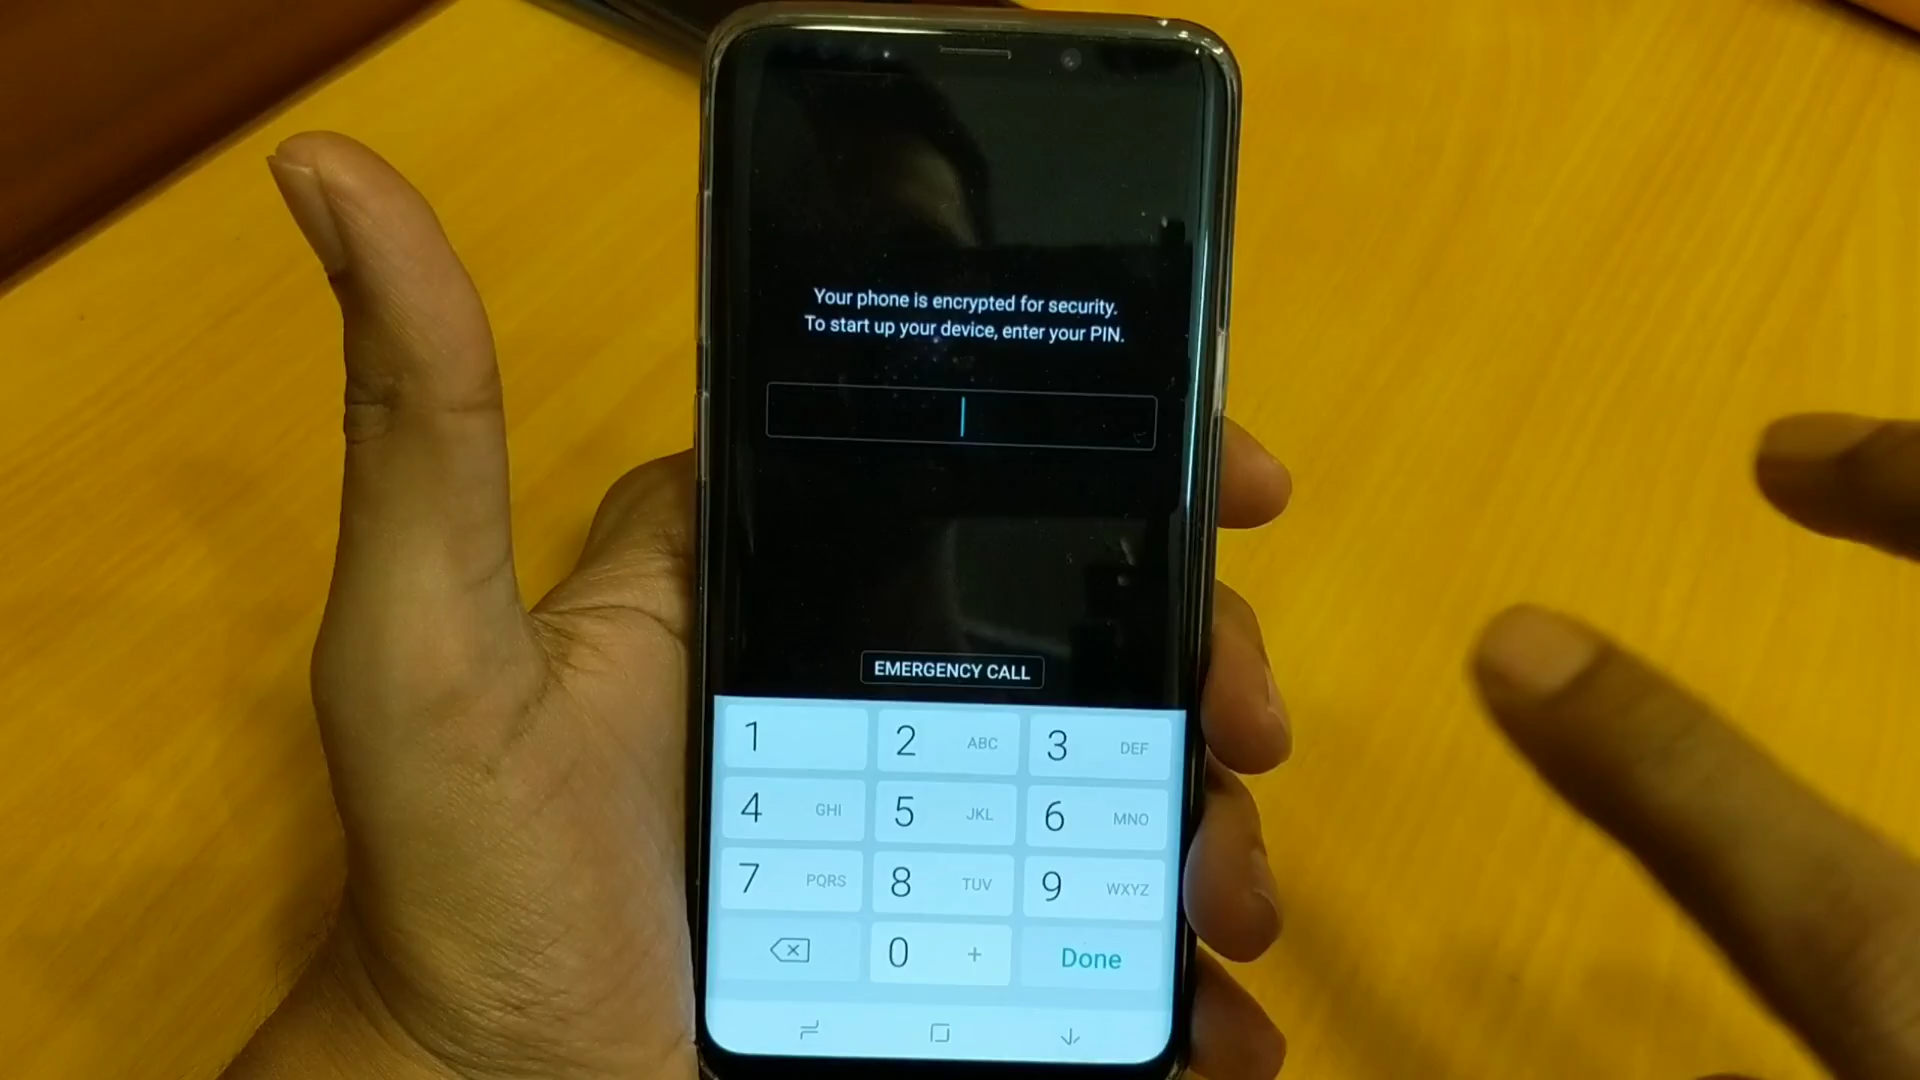 Your phone is encrypted for security.
To start up your device, enter your PIN.
EMERGENCY CALL
1 2 ABC 3 DEF
4 GHI 5 JKL 6 MNO
7 PQRS 8 TUV 9 WXYZ
0 + Done